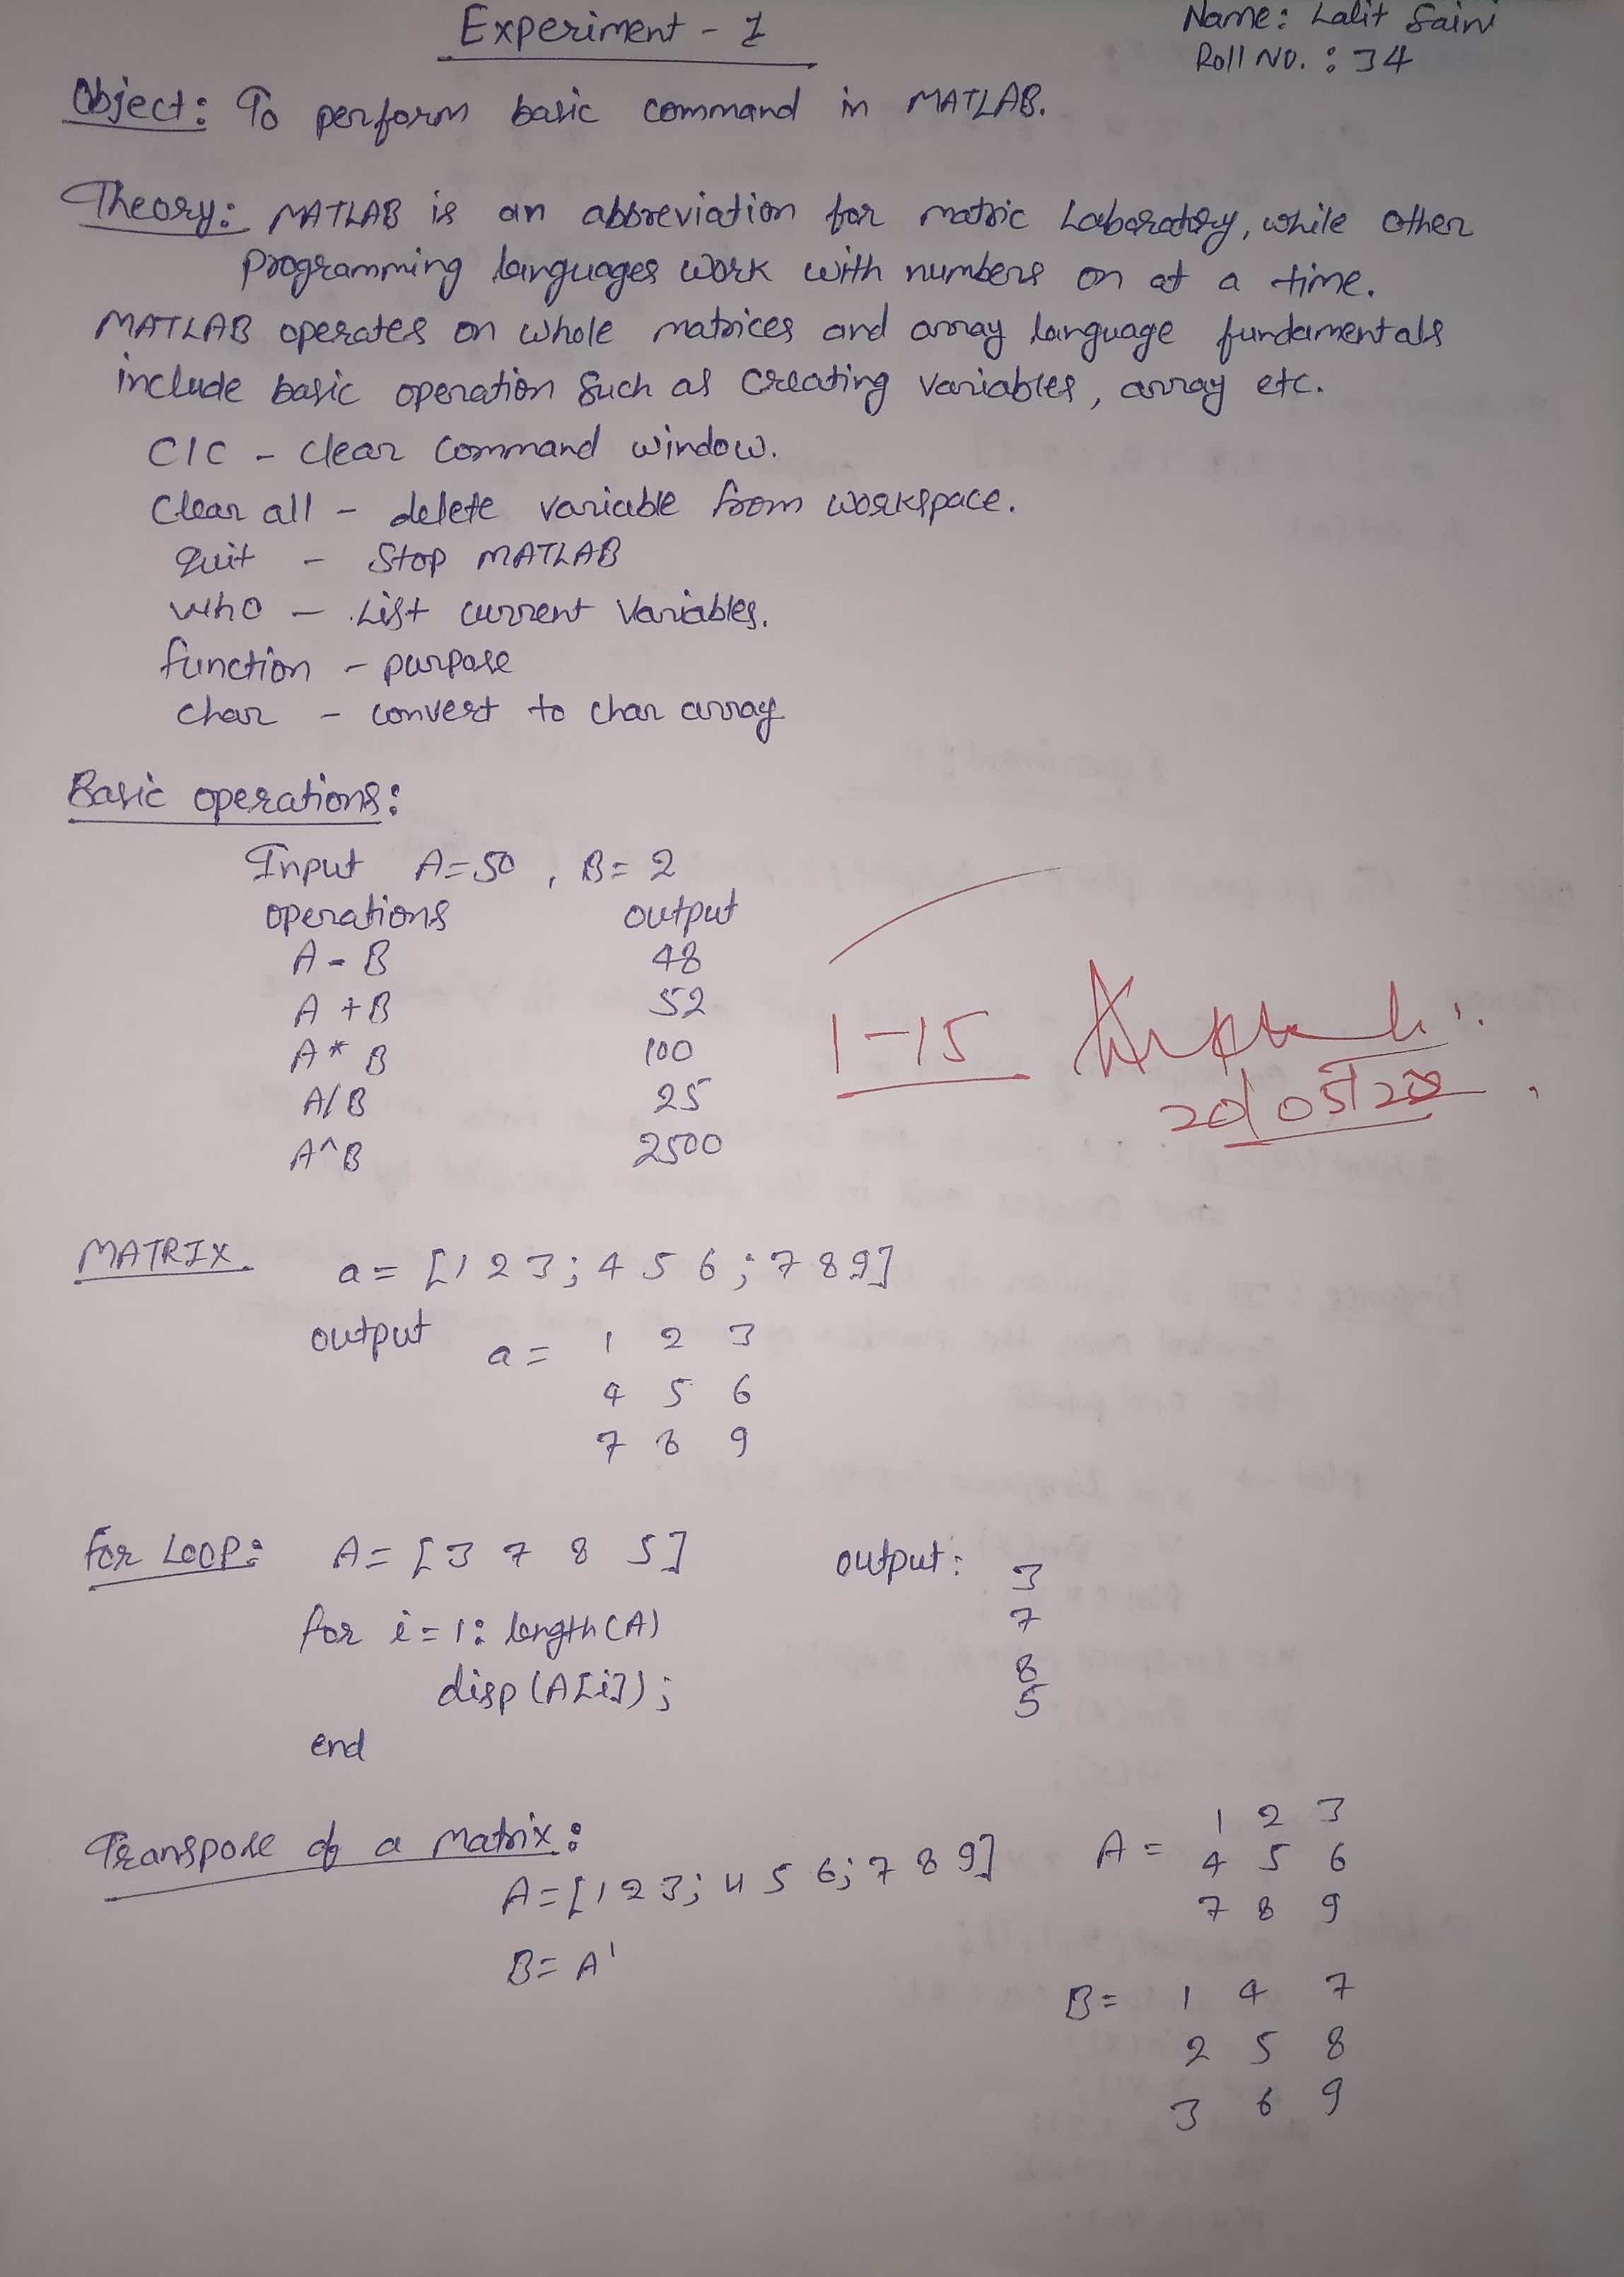 Experiment - 1
Name: Lalit Saini
Roll No.: 34
Object: To perform basic command in MATLAB.
Theory: MATLAB is an abbreviation for matric Laboratory, while other
programming languages work with numbers on at a time.
MATLAB operates on whole matrices and array language fundamentals
include basic operation such as creating variables, array etc.
clc - clear command window.
Clear all - delete variable from workspace.
quit - Stop MATLAB
who - List current Variables.
function - purpose
char - convert to char array
Basic operations:
Input A=50, B=2
operations output
A - B 48
A + B 52
A * B 100
A/B 25
A^B 2500
1-15
20/05/22
MATRIX a = [1 2 3; 4 5 6; 7 8 9]
output a = 1 2 3
4 5 6
7 8 9
For Loop: A = [3 7 8 5] output: 3
for i = 1: length(A) 7
disp(A[i]); 8
5
end
Transpose of a matrix:
A=[1 2 3; 4 5 6; 7 8 9]
B = A'
A = 1 2 3
4 5 6
7 8 9
B = 1 4 7
2 5 8
3 6 9